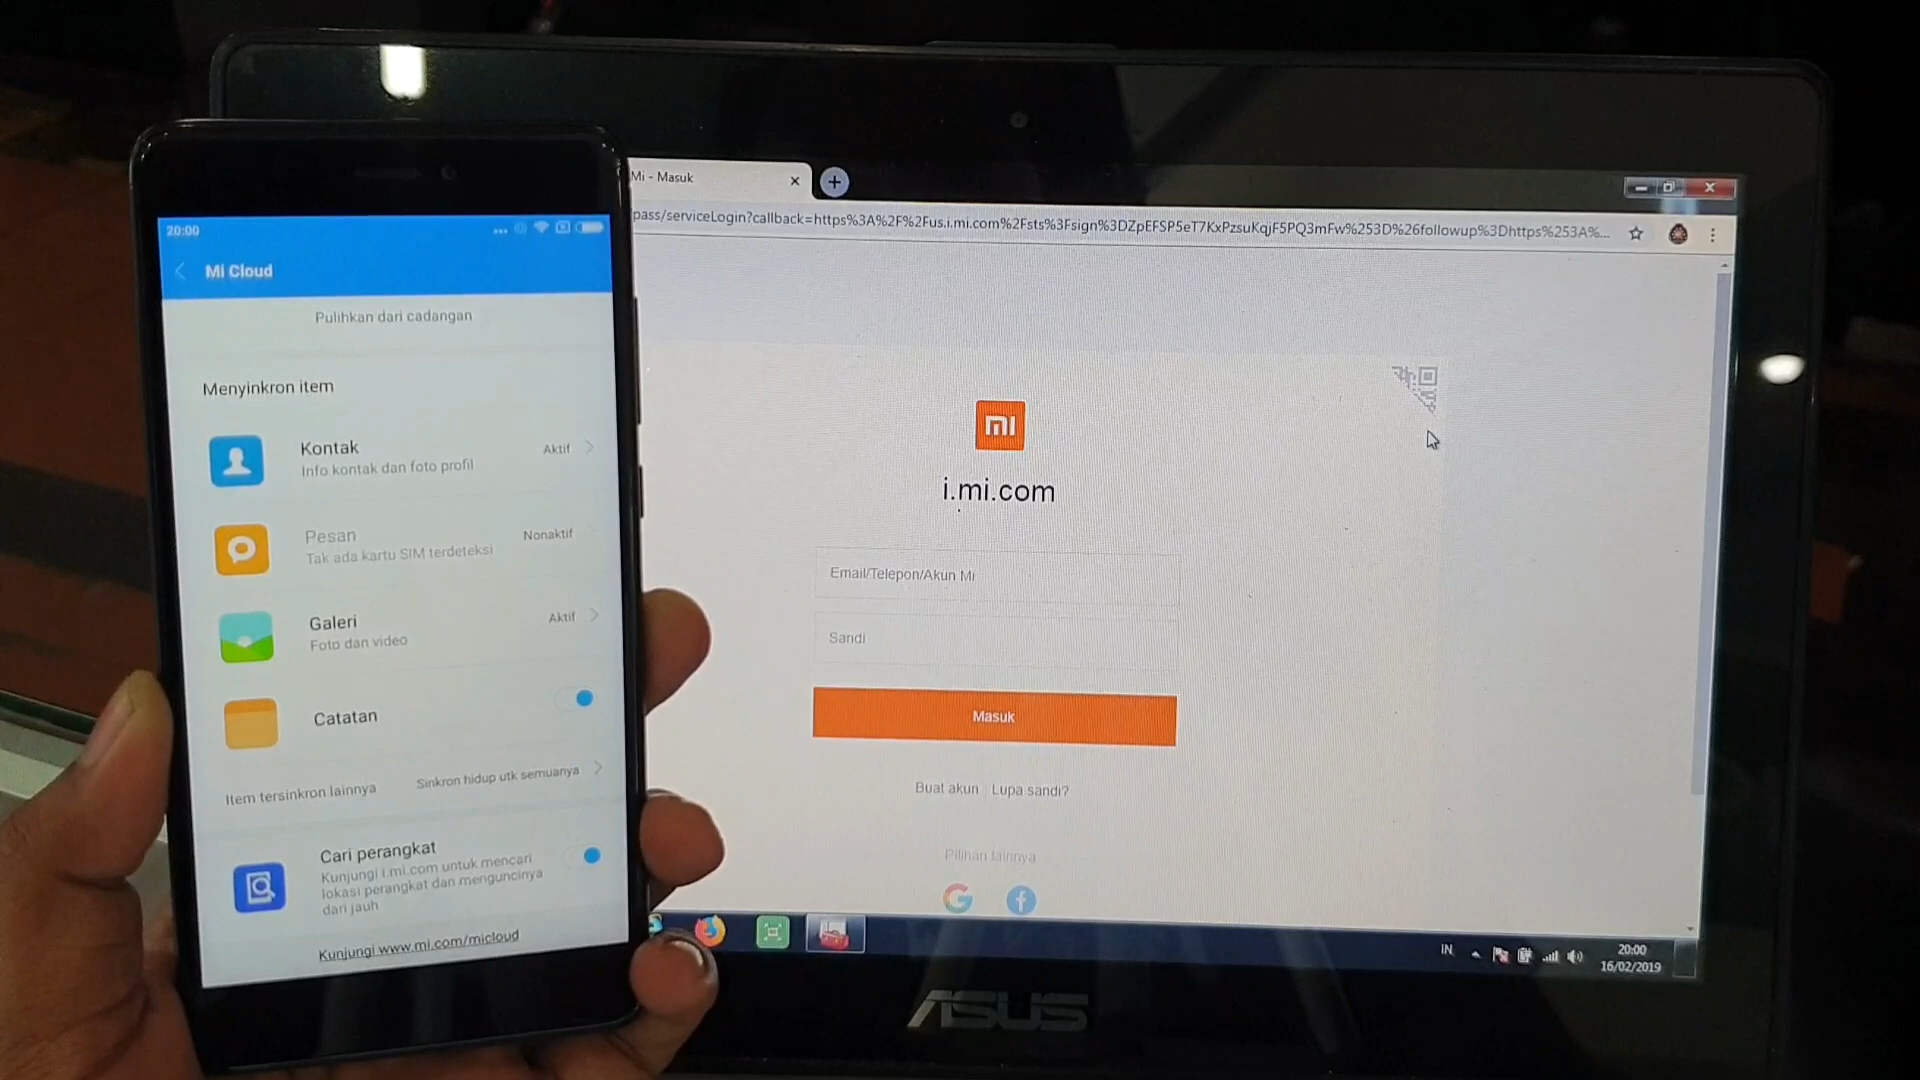 20:00
Mi Cloud
Pulihkan dari cadangan
Menyinkron item
Kontak
Info kontak dan foto profil
Aktif
Pesan
Tak ada kartu SIM terdeteksi
Nonaktif
Galeri
Foto dan video
Aktif
Catatan
Item tersinkron lainnya
Sinkron hidup utk semuanya
Cari perangkat
Kunjungi i.mi.com untuk mencari
lokasi perangkat dan menguncinya
dari jauh
Kunjungi www.mi.com/micloud
Mi - Masuk
pass/serviceLogin?callback=https%3A%2F%2Fus.i.mi.com%2Fsts%3Fsign%3DZpEFSP5eT7KxPzsuKqjF5PQ3mFw%253D%26followup%3Dhttps%253A%...
mi
i.mi.com
Email/Telepon/Akun Mi
Sandi
Masuk
Buat akun
Lupa sandi?
Pilihan lainnya
IN
20:00
16/02/2019
ASUS